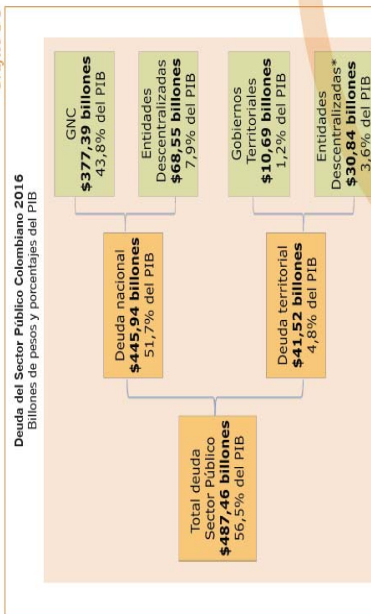 Deuda del Sector Público Colombiano 2016
Billones de pesos y porcentajes del PIB
Total deuda
Sector Público
$487,46 billones
56,5% del PIB
Deuda nacional
$445,94 billones
51,7% del PIB
Deuda territorial
$41,52 billones
4,8% del PIB
GNC
$377,39 billones
43,8% del PIB
Entidades
Descentralizadas
$68,55 billones
7,9% del PIB
Gobiernos
Territoriales
$10,69 billones
1,2% del PIB
Entidades
Descentralizadas*
$30,84 billones
3,6% del PIB